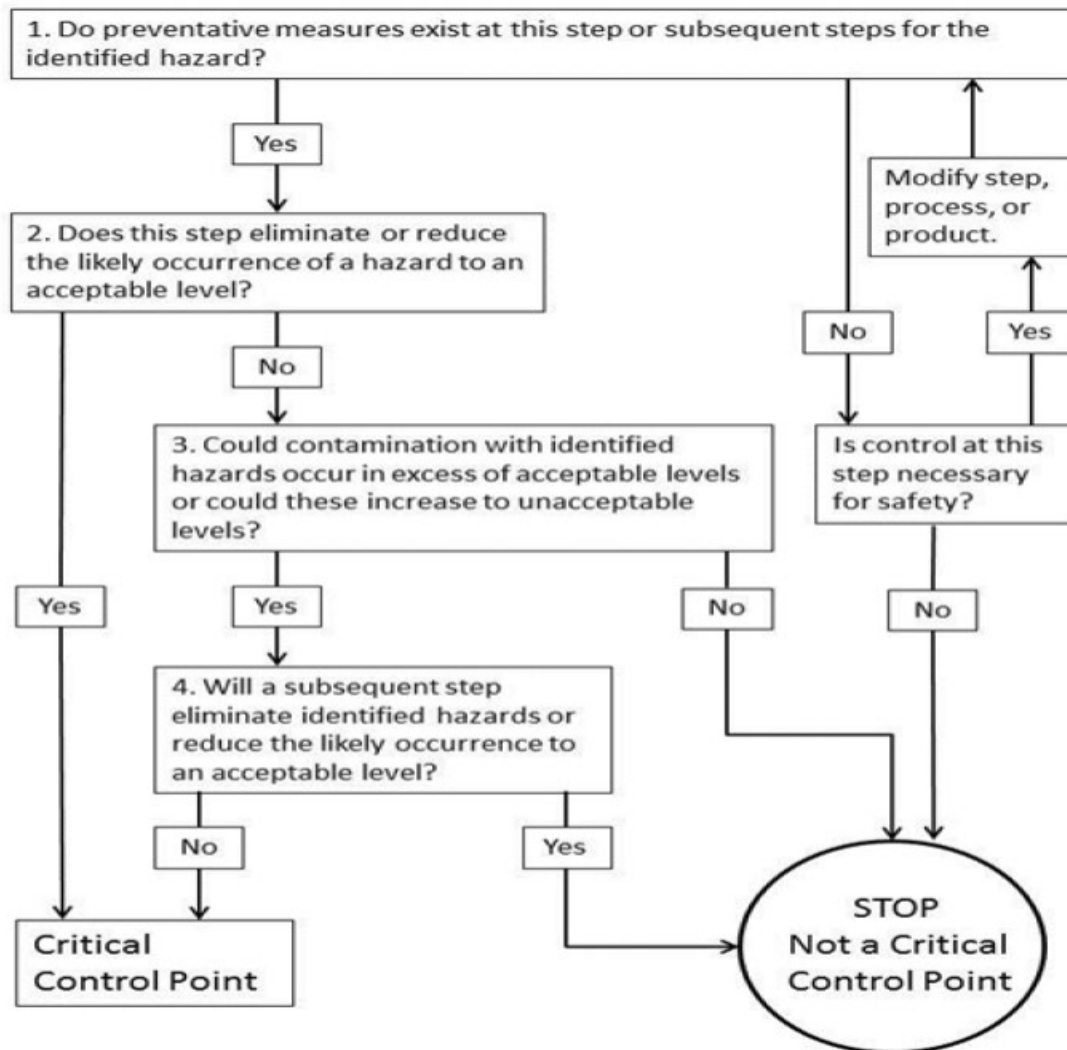 1. Do preventative measures exist at this step or subsequent steps for the
identified hazard?
Yes
Modify step,
process, or
product.
2. Does this step eliminate or reduce
the likely occurrence of a hazard to an
acceptable level?
No
Yes
No
3. Could contamination with identified
hazards occur in excess of acceptable levels
or could these increase to unacceptable
levels?
Is control at this
step necessary
for safety?
Yes
Yes
No
No
4. Will a subsequent step
eliminate identified hazards or
reduce the likely occurrence to
an acceptable level?
No
Yes
Critical
Control Point
STOP
Not a Critical
Control Point